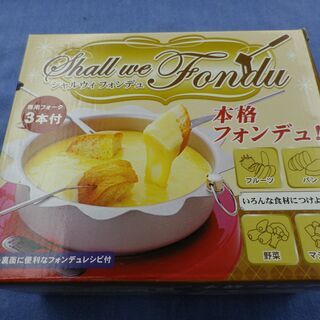 Shall we Fondu
シャルウィ フォンデュ
専用フォーク
3本付
本格
フォンデュ!
フルーツ
パン
いろんな食材につけよ
野菜
マシ
裏面に便利なフォンデュレシピ付